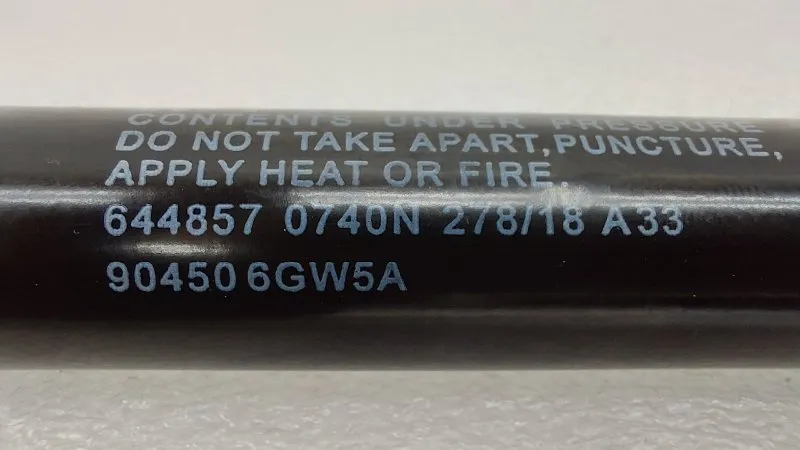 CONTENTS UNDER PRESSURE
DO NOT TAKE APART,PUNCTURE,
APPLY HEAT OR FIRE.
644857 0740N 278/18 A33
90450 6GW5A